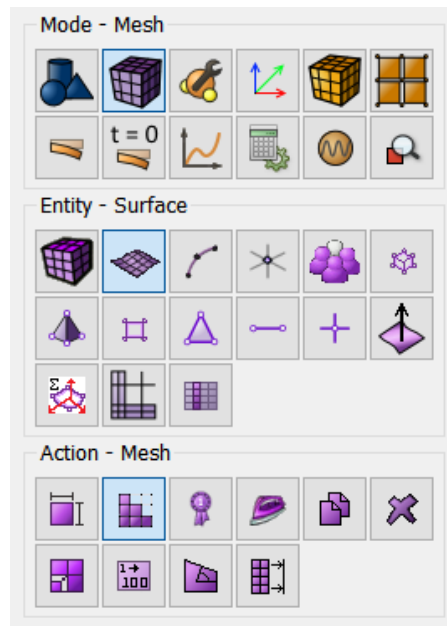 Mode - Mesh
t = 0
Entity - Surface
Σ
Action - Mesh
1→
100